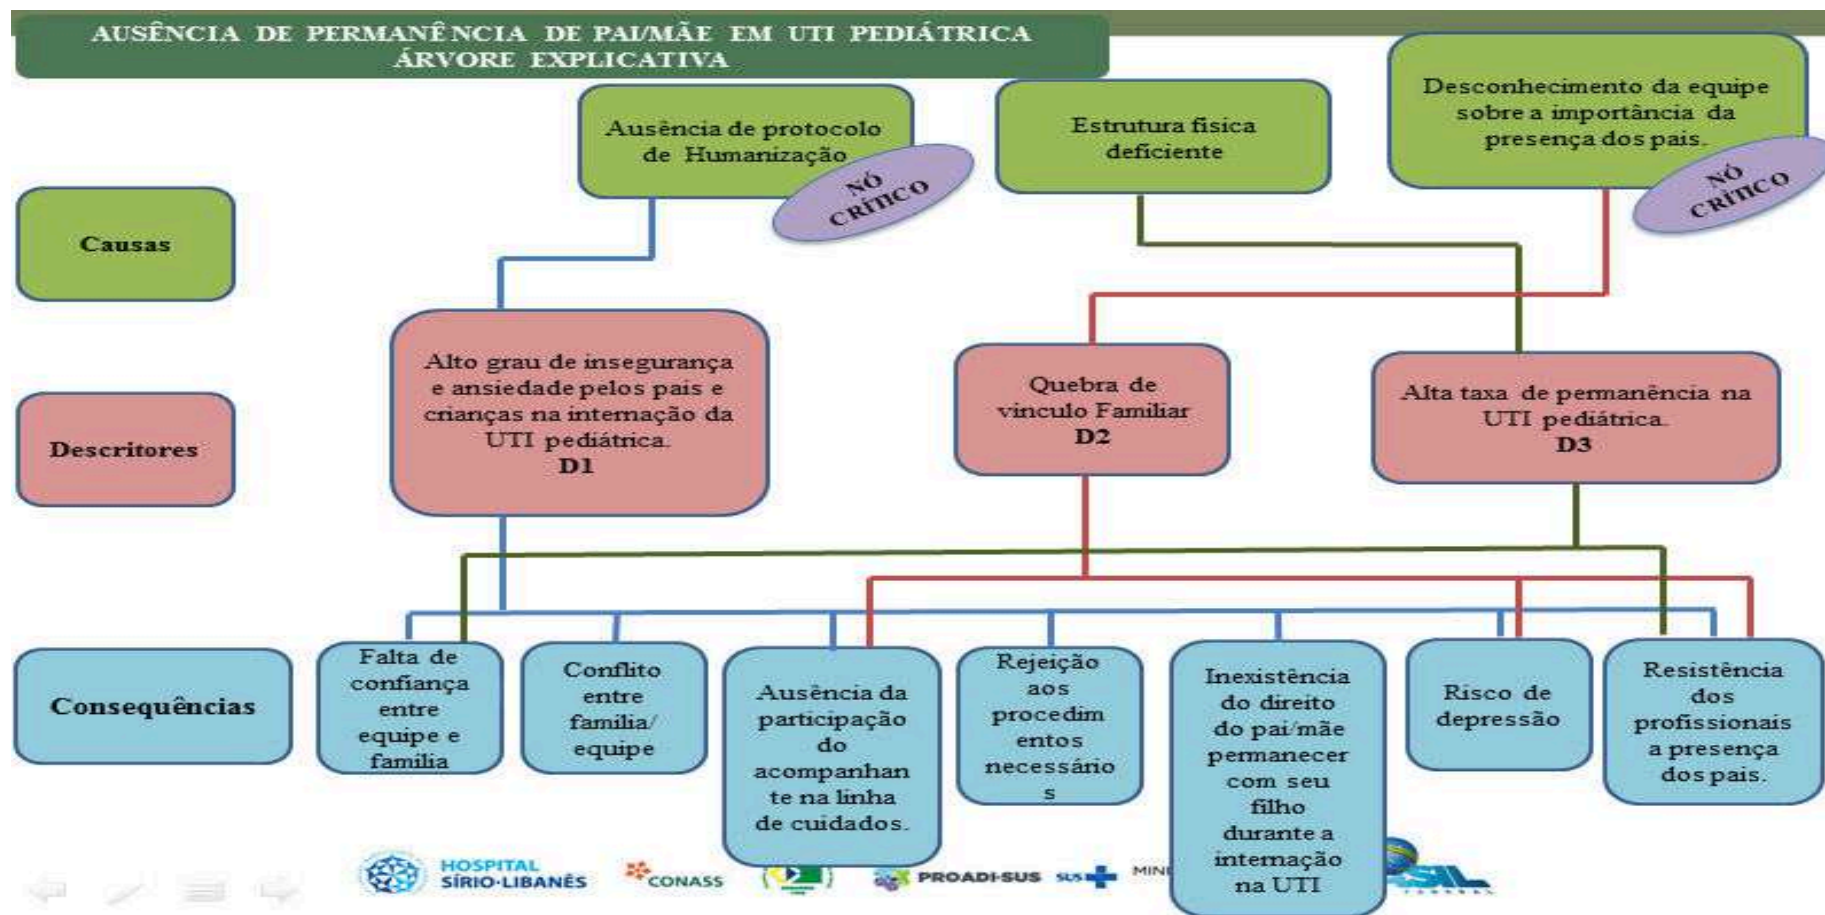 AUSÊNCIA DE PERMANÊNCIA DE PAI/MÃE EM UTI PEDIÁTRICA
ÁRVORE EXPLICATIVA
Ausência de protocolo
de Humanização
NÓ
CRÍTICO
Estrutura física
deficiente
Desconhecimento da equipe
sobre a importância da
presença dos pais.
NÓ
CRÍTICO
Causas
Alto grau de insegurança
e ansiedade pelos pais e
crianças na internação da
UTI pediátrica.
D1
Quebra de
vinculo Familiar
D2
Alta taxa de permanência na
UTI pediátrica.
D3
Descritores
Consequências
Falta de
confiança
entre
equipe e
familia
Conflito
entre
familia/
equipe
Ausência da
participação
do
acompanhan
te na linha
de cuidados.
Rejeição
aos
procedim
entos
necessário
s
Inexistência
do direito
do pai/mãe
permanecer
com seu
filho
durante a
internação
na UTI
Risco de
depressão
Resistência
dos
profissionais
a presença
dos pais.
HOSPITAL
SÍRIO-LIBANÊS
CONASS
PROADI-SUS
SUS
MINI